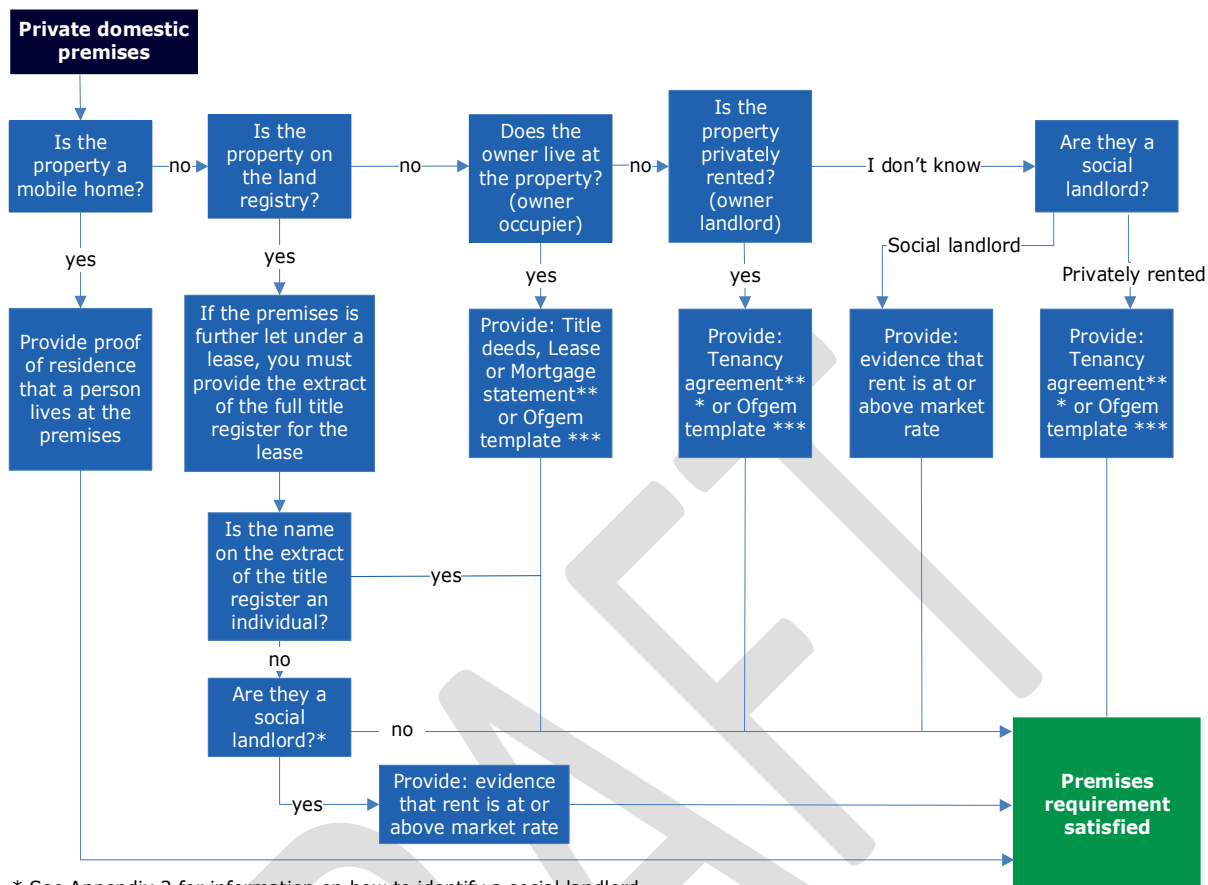 Private domestic
premises
Is the
property a
mobile home?
no
Is the
property on
the land
registry?
no
Does the
owner live at
the property?
(owner
occupier)
no
Is the
property
privately
rented?
(owner
landlord)
I don't know
Are they a
social
landlord?
yes
yes
yes
yes
Social landlord
Privately rented
Provide proof
of residence
that a person
lives at the
premises
If the premises is
further let under a
lease, you must
provide the extract
of the full title
register for the
lease
Provide: Title
deeds, Lease
or Mortgage
statement**
or Ofgem
template ***
Provide:
Tenancy
agreement**
* or Ofgem
template ***
Provide:
evidence that
rent is at or
above market
rate
Provide:
Tenancy
agreement**
* or Ofgem
template ***
Is the name
on the extract
of the title
register an
individual?
yes
no
Are they a
social
landlord?*
no
yes
Provide: evidence
that rent is at or
above market rate
Premises
requirement
satisfied
DRAFT